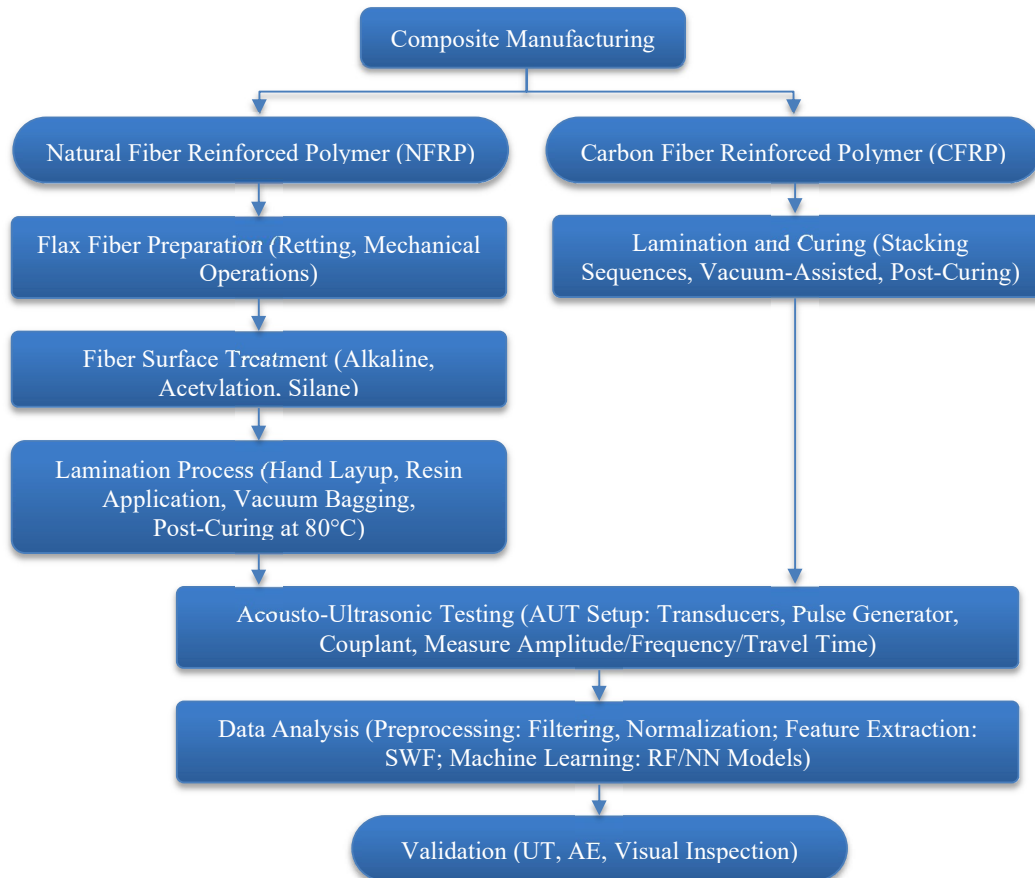 Composite Manufacturing
Natural Fiber Reinforced Polymer (NFRP)
Carbon Fiber Reinforced Polymer (CFRP)
Flax Fiber Preparation (Retting, Mechanical
Operations)
Lamination and Curing (Stacking
Sequences, Vacuum-Assisted, Post-Curing)
Fiber Surface Treatment (Alkaline,
Acetylation, Silane)
Lamination Process (Hand Layup, Resin
Application, Vacuum Bagging,
Post-Curing at 80°C)
Acousto-Ultrasonic Testing (AUT Setup: Transducers, Pulse Generator,
Couplant, Measure Amplitude/Frequency/Travel Time)
Data Analysis (Preprocessing: Filtering, Normalization; Feature Extraction:
SWF; Machine Learning: RF/NN Models)
Validation (UT, AE, Visual Inspection)